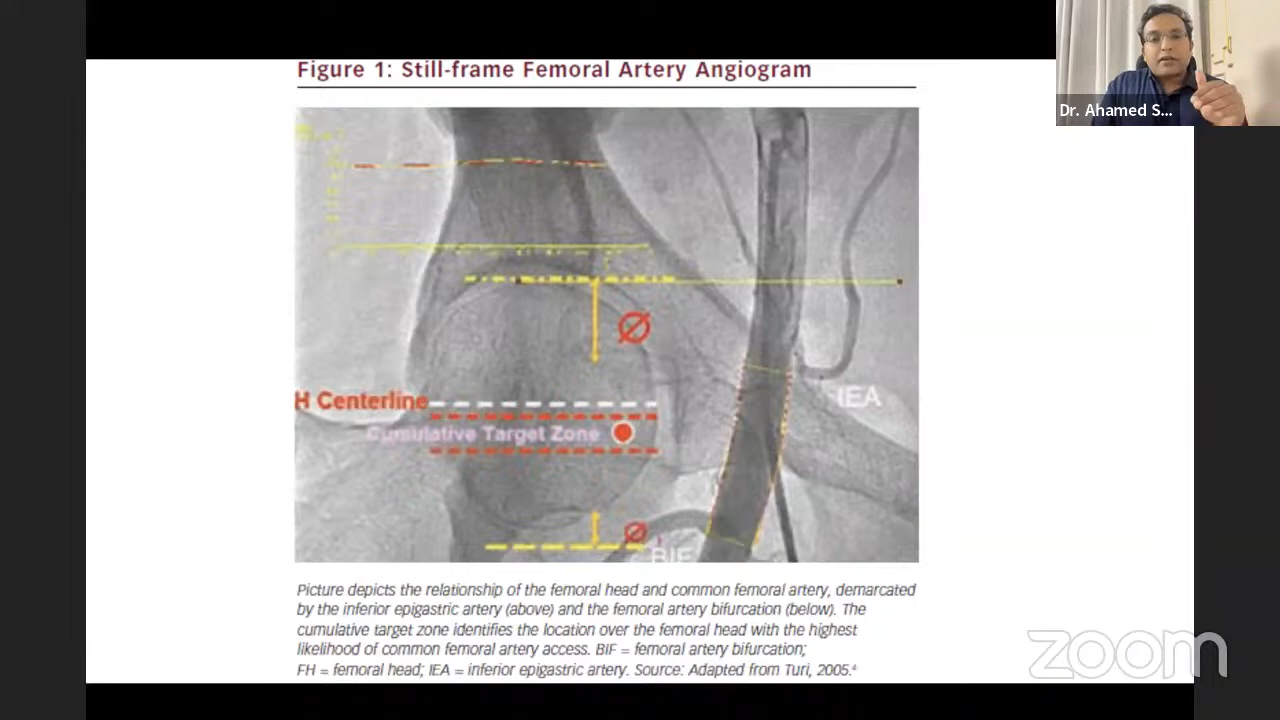 Figure 1: Still-frame Femoral Artery Angiogram
Dr. Ahamed S...
Ø
IEA
H Centerline
Cumulative Target Zone
Ø
BIF
Picture depicts the relationship of the femoral head and common femoral artery, demarcated
by the inferior epigastric artery (above) and the femoral artery bifurcation (below). The
cumulative target zone identifies the location over the femoral head with the highest
likelihood of common femoral artery access. BIF = femoral artery bifurcation;
FH = femoral head; IEA = inferior epigastric artery. Source: Adapted from Turi, 2005.
zoom